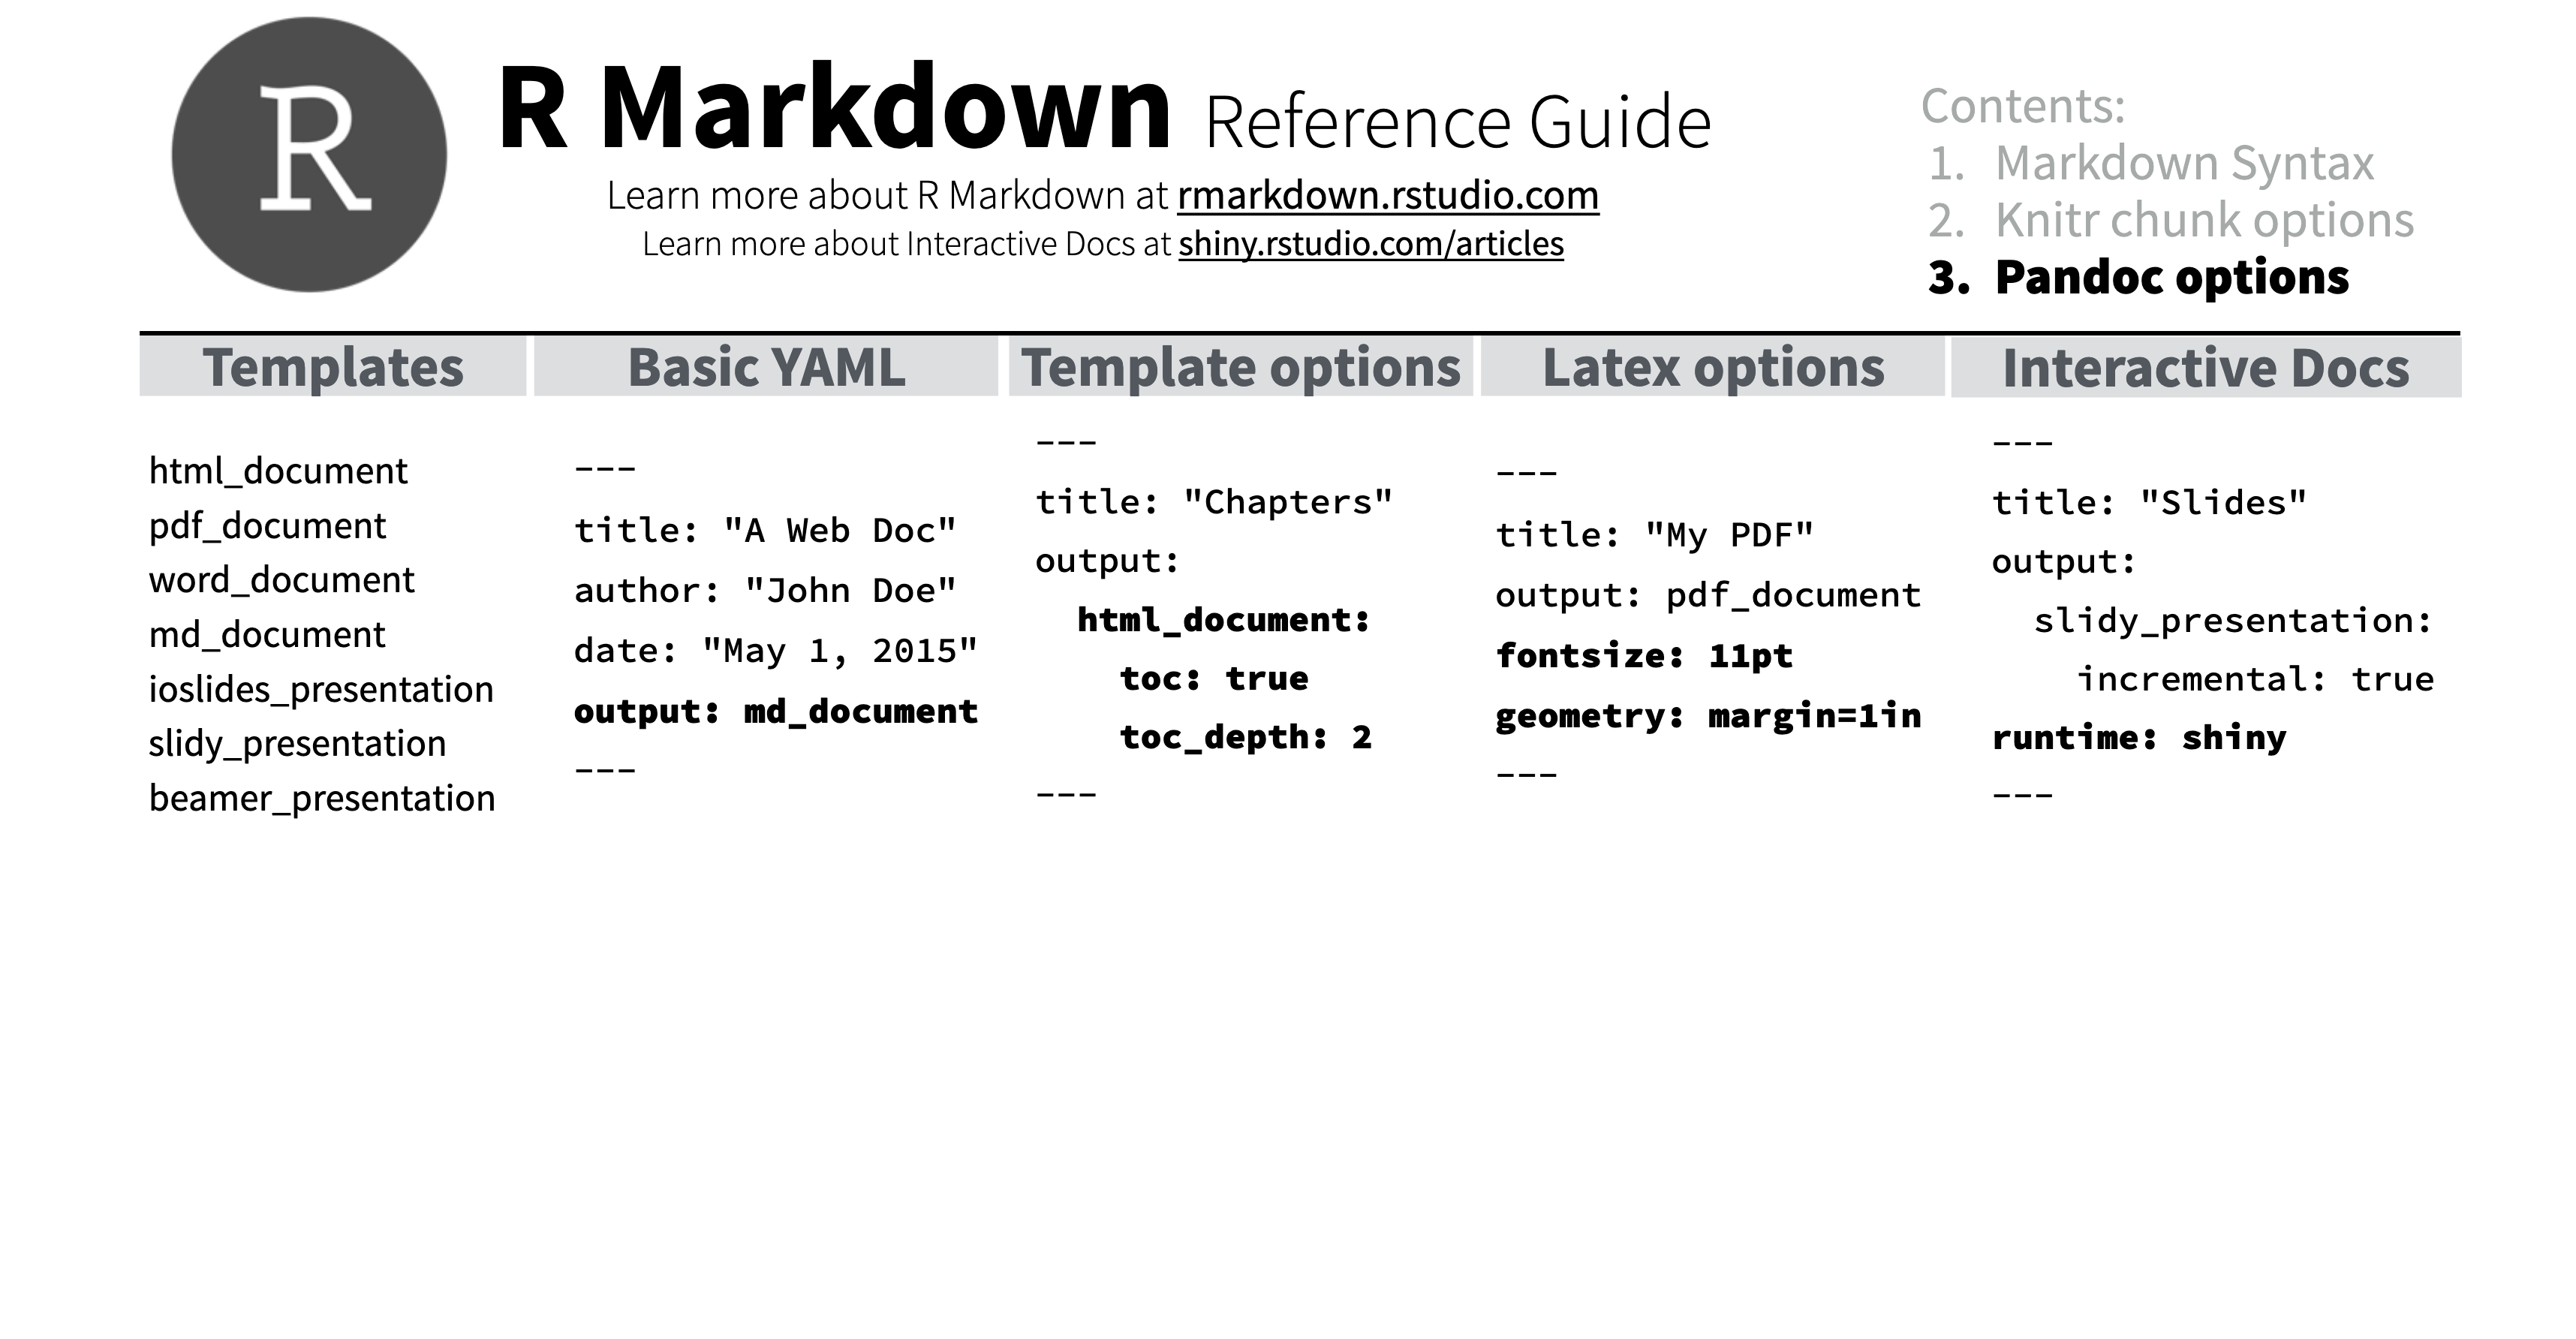 R
R Markdown Reference Guide
Learn more about R Markdown at rmarkdown.rstudio.com
Learn more about Interactive Docs at shiny.rstudio.com/articles
Contents:
1. Markdown Syntax
2. Knitr chunk options
3. Pandoc options
Templates
html_document
pdf_document
word_document
md_document
ioslides_presentation
slidy_presentation
beamer_presentation
Basic YAML
---
title: "A Web Doc"
author: "John Doe"
date: "May 1, 2015"
output: md_document
---
Template options
---
title: "Chapters"
output:
  html_document:
    toc: true
    toc_depth: 2
---
Latex options
---
title: "My PDF"
output: pdf_document
fontsize: 11pt
geometry: margin=1in
---
Interactive Docs
---
title: "Slides"
output:
  slidy_presentation:
    incremental: true
runtime: shiny
---